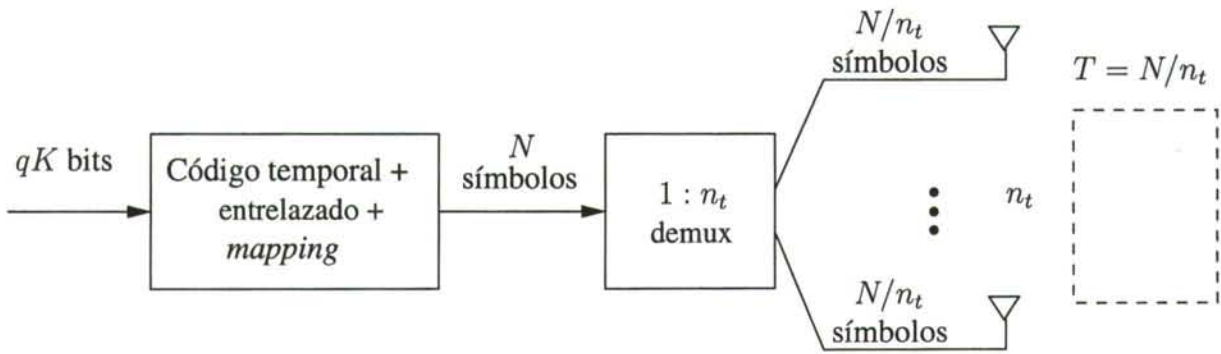 qK bits
Código temporal +
entrelazado +
mapping
N
símbolos
1 : n_t
demux
N/n_t
símbolos
N/n_t
símbolos
T = N/n_t
n_t